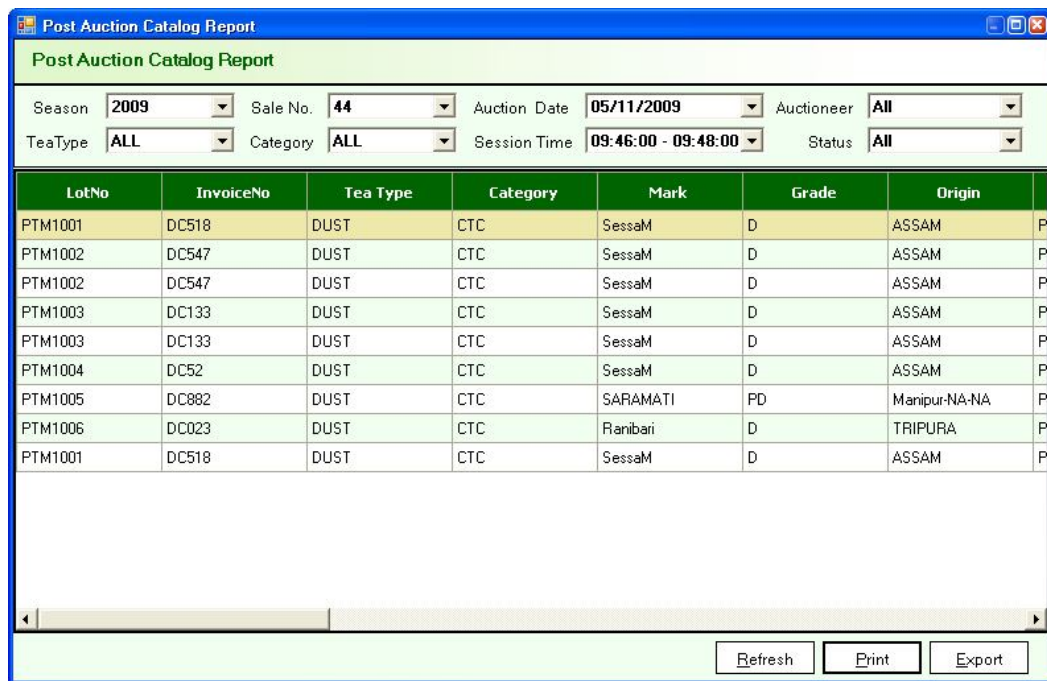 Post Auction Catalog Report
Post Auction Catalog Report
Season 2009 Sale No. 44 Auction Date 05/11/2009 Auctioneer All
TeaType ALL Category ALL Session Time 09:46:00 - 09:48:00 Status All
LotNo InvoiceNo Tea Type Category Mark Grade Origin
PTM1001 DC518 DUST CTC SessaM D ASSAM P
PTM1002 DC547 DUST CTC SessaM D ASSAM P
PTM1002 DC547 DUST CTC SessaM D ASSAM P
PTM1003 DC133 DUST CTC SessaM D ASSAM P
PTM1003 DC133 DUST CTC SessaM D ASSAM P
PTM1004 DC52 DUST CTC SessaM D ASSAM P
PTM1005 DC882 DUST CTC SARAMATI PD Manipur-NA-NA P
PTM1006 DC023 DUST CTC Ranibari D TRIPURA P
PTM1001 DC518 DUST CTC SessaM D ASSAM P
Refresh Print Export